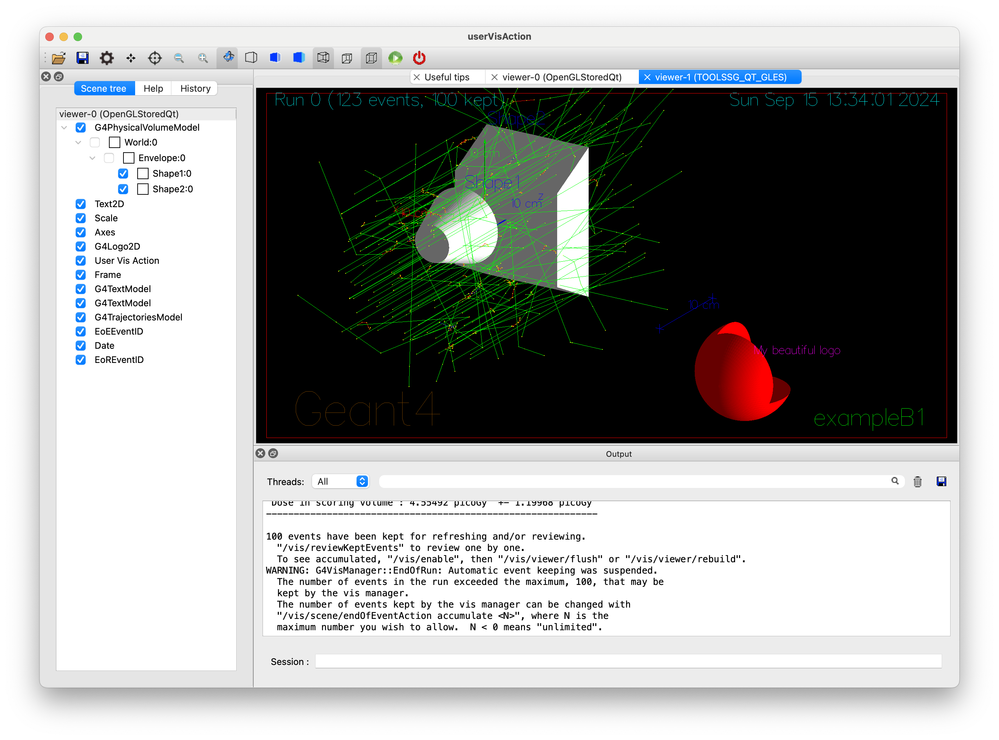 userVisAction
Scene tree
Help
History
viewer-0 (OpenGLStoredQt)
G4PhysicalVolumeModel
World:0
Envelope:0
Shape1:0
Shape2:0
Text2D
Scale
Axes
G4Logo2D
User Vis Action
Frame
G4TextModel
G4TextModel
G4TrajectoriesModel
EoEEventID
Date
EoREventID
Useful tips
viewer-0 (OpenGLStoredQt)
viewer-1 (TOOLSSG_QT_GLES)
Run 0 (123 events, 100 kept)
Sun Sep 15 13:34:01 2024
Shape2
y
10 cm
Shape1
z
10 cm
10 cm
10 cm
My beautiful logo
Geant4
exampleB1
Output
Threads:
All
Dose in scoring volume : 4.55492 picoGy  +- 1.19968 picoGy
------------------------------------------------------------
100 events have been kept for refreshing and/or reviewing.
"/vis/reviewKeptEvents" to review one by one.
To see accumulated, "/vis/enable", then "/vis/viewer/flush" or "/vis/viewer/rebuild".
WARNING: G4VisManager::EndOfRun: Automatic event keeping was suspended.
The number of events in the run exceeded the maximum, 100, that may be
kept by the vis manager.
The number of events kept by the vis manager can be changed with
"/vis/scene/endOfEventAction accumulate <N>", where N is the
maximum number you wish to allow.  N < 0 means "unlimited".
Session :